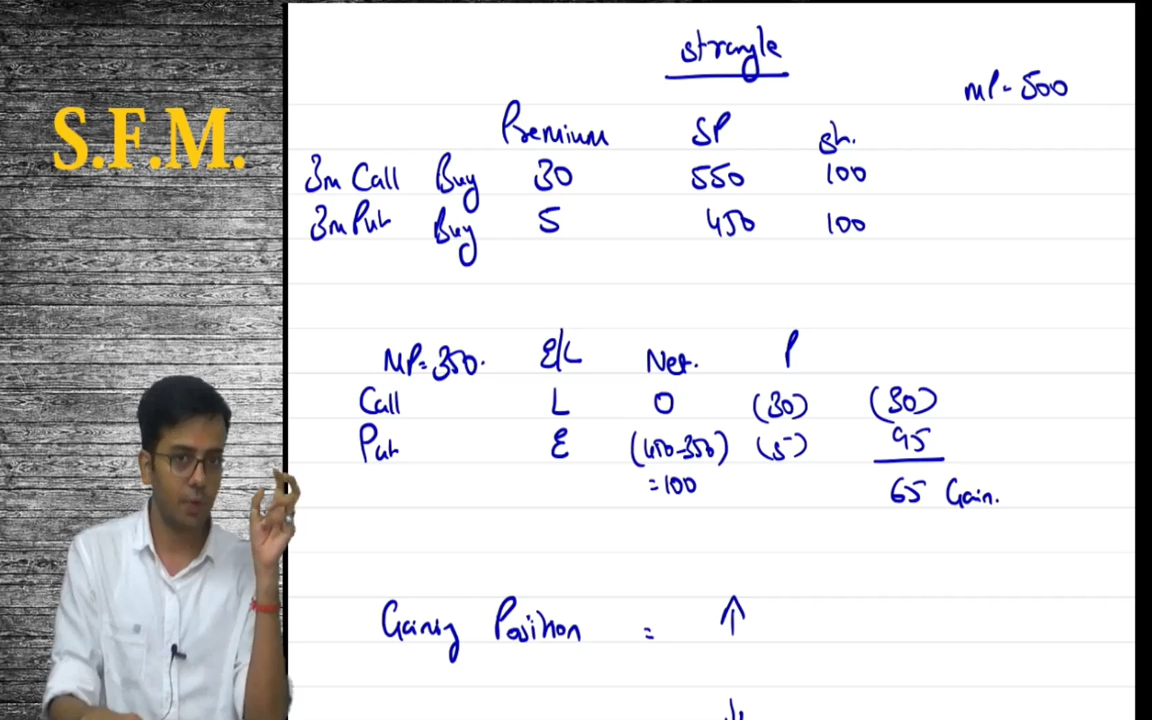 strangle
MP= 500
S.F.M.
Premium SP sh.
3m Call Buy 30 550 100
3m Put Buy 5 450 100
MP=350. E/L Net. P
Call L 0 (30) (30)
Put E (450-350) (5) 95
=100 65 Gain.
Gaining Position = ↑
↓